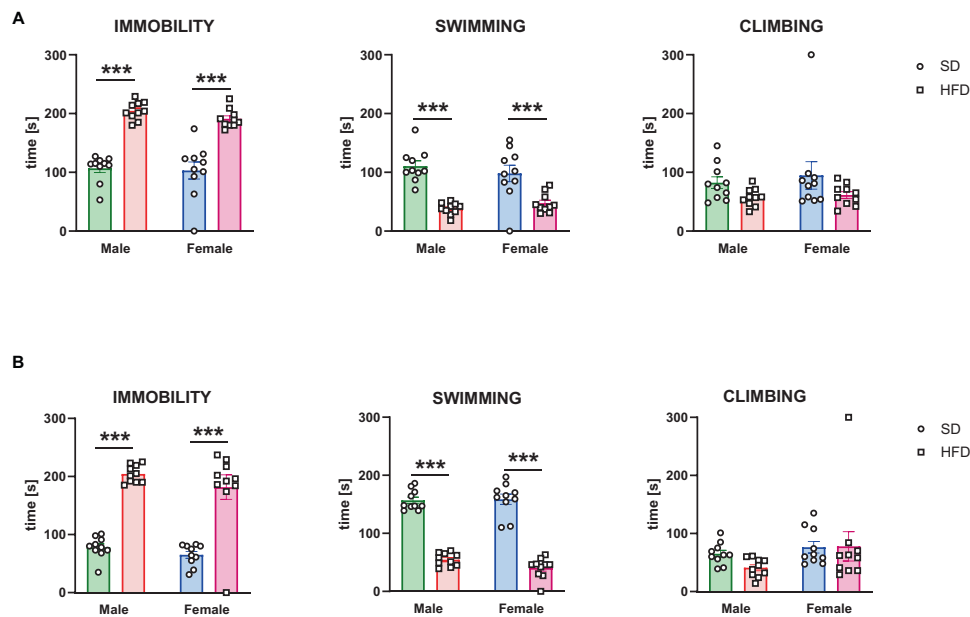 A
IMMOBILITY
SWIMMING
CLIMBING
SD
HFD
time [s]
300
200
100
0
***
***
Male
Female
time [s]
300
200
100
0
***
***
Male
Female
time [s]
300
200
100
0
Male
Female
B
IMMOBILITY
SWIMMING
CLIMBING
SD
HFD
time [s]
300
200
100
0
***
***
Male
Female
time [s]
300
200
100
0
***
***
Male
Female
time [s]
300
200
100
0
Male
Female